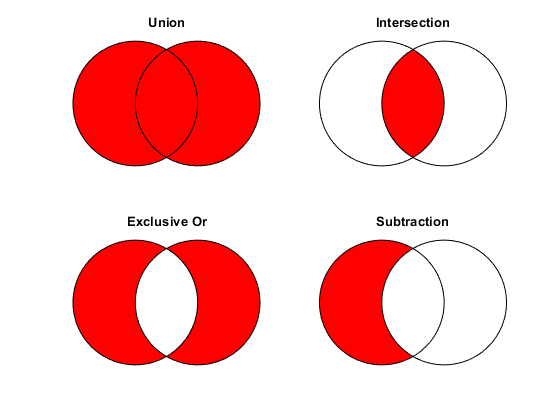 Union
Intersection
Exclusive Or
Subtraction